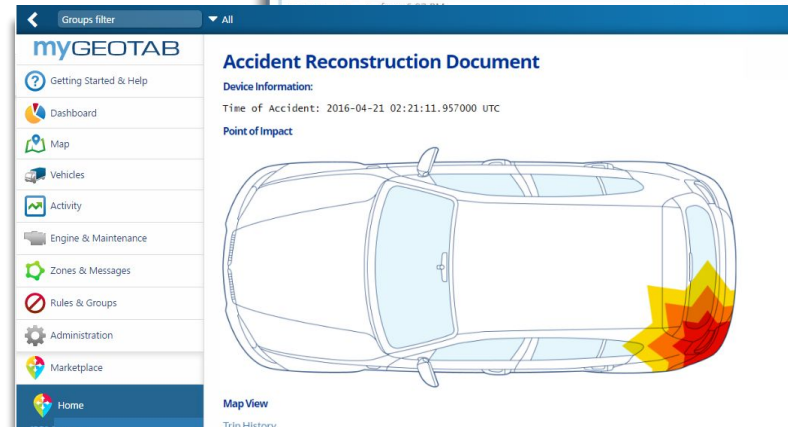 Groups filter
All
myGEOTAB
Getting Started & Help
Dashboard
Map
Vehicles
Activity
Engine & Maintenance
Zones & Messages
Rules & Groups
Administration
Marketplace
Home
Accident Reconstruction Document
Device Information:
Time of Accident: 2016-04-21 02:21:11.957000 UTC
Point of Impact
Map View
Trip History